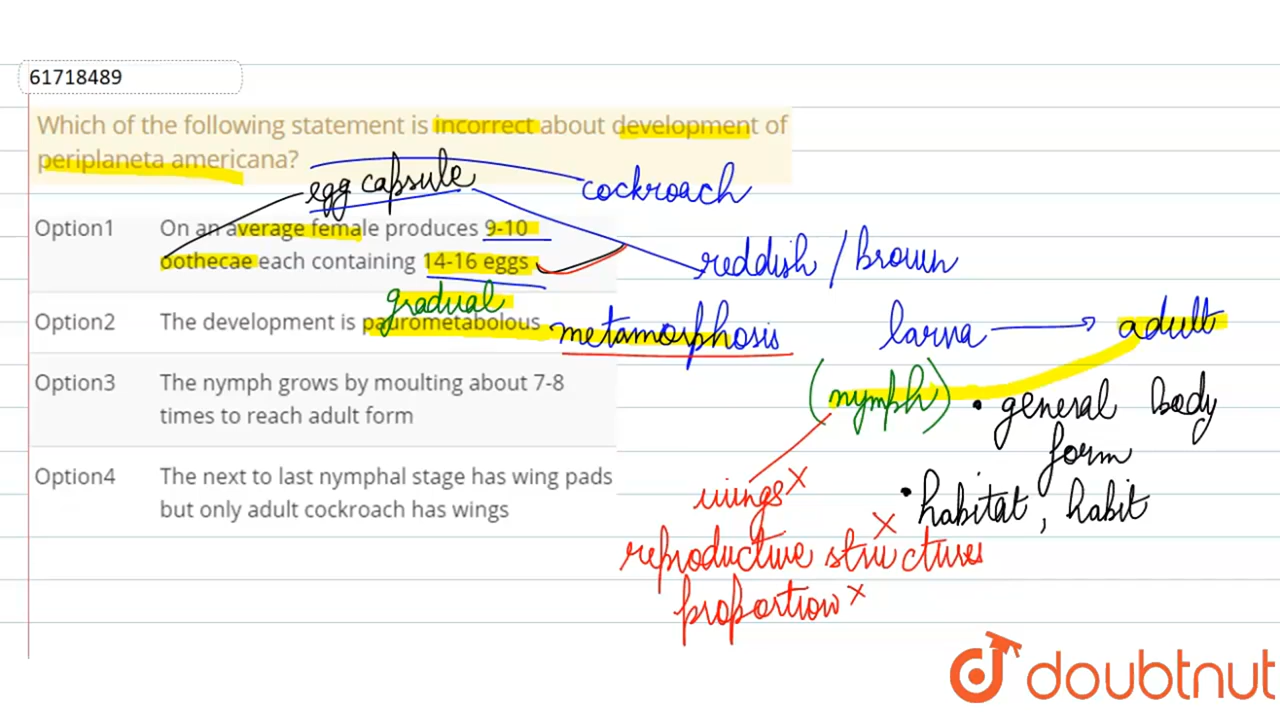 61718489
Which of the following statement is incorrect about development of
periplaneta americana?
egg capsule
cockroach
Option1 On an average female produces 9-10
oothecae each containing 14-16 eggs
reddish / Brown
gradual
Option2 The development is paurometabolous
metamorphosis
larva
adult
(nymph)
Option3 The nymph grows by moulting about 7-8
times to reach adult form
• general Body
form
Option4 The next to last nymphal stage has wing pads
but only adult cockroach has wings
wings X
• habitat, habit
reproductive structures X
proportion X
doubtnut